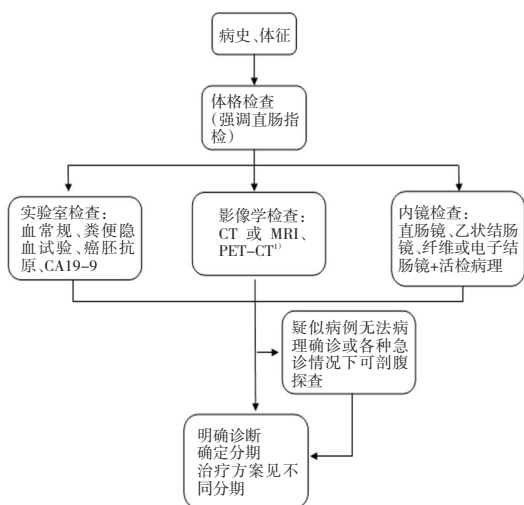 病史、体征
体格检查
(强调直肠指
检)
实验室检查：
血常规、粪便隐
血试验、癌胚抗
原、CA19-9
影像学检查：
CT 或 MRI、
PET-CT1)
内镜检查：
直肠镜、乙状结肠
镜、纤维或电子结
肠镜+活检病理
疑似病例无法病
理确诊或各种急
诊情况下可剖腹
探查
明确诊断
确定分期
治疗方案见不
同分期